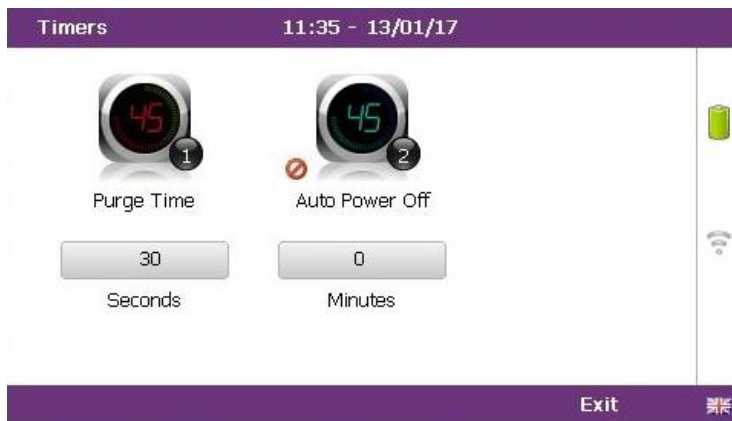 Timers 11:35 - 13/01/17
45 45
1 2
Purge Time Auto Power Off
30 0
Seconds Minutes
Exit